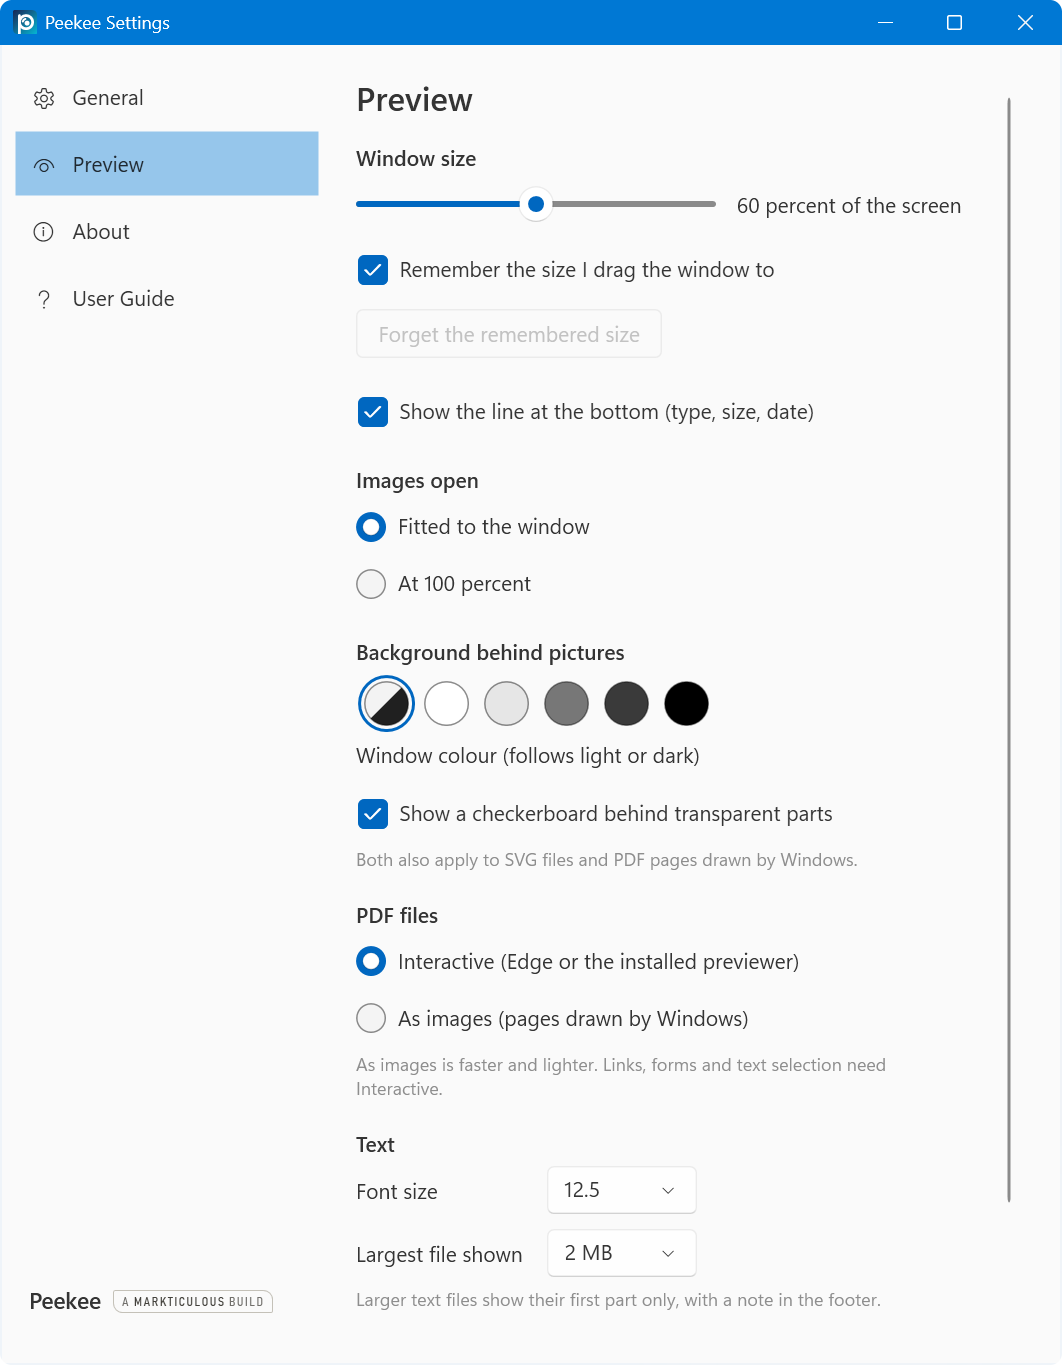 Peekee Settings
General
Preview
About
User Guide
Preview
Window size
60 percent of the screen
Remember the size I drag the window to
Forget the remembered size
Show the line at the bottom (type, size, date)
Images open
Fitted to the window
At 100 percent
Background behind pictures
Window colour (follows light or dark)
Show a checkerboard behind transparent parts
Both also apply to SVG files and PDF pages drawn by Windows.
PDF files
Interactive (Edge or the installed previewer)
As images (pages drawn by Windows)
As images is faster and lighter. Links, forms and text selection need
Interactive.
Text
Font size 12.5
Largest file shown 2 MB
Larger text files show their first part only, with a note in the footer.
Peekee A MARKTICULOUS BUILD